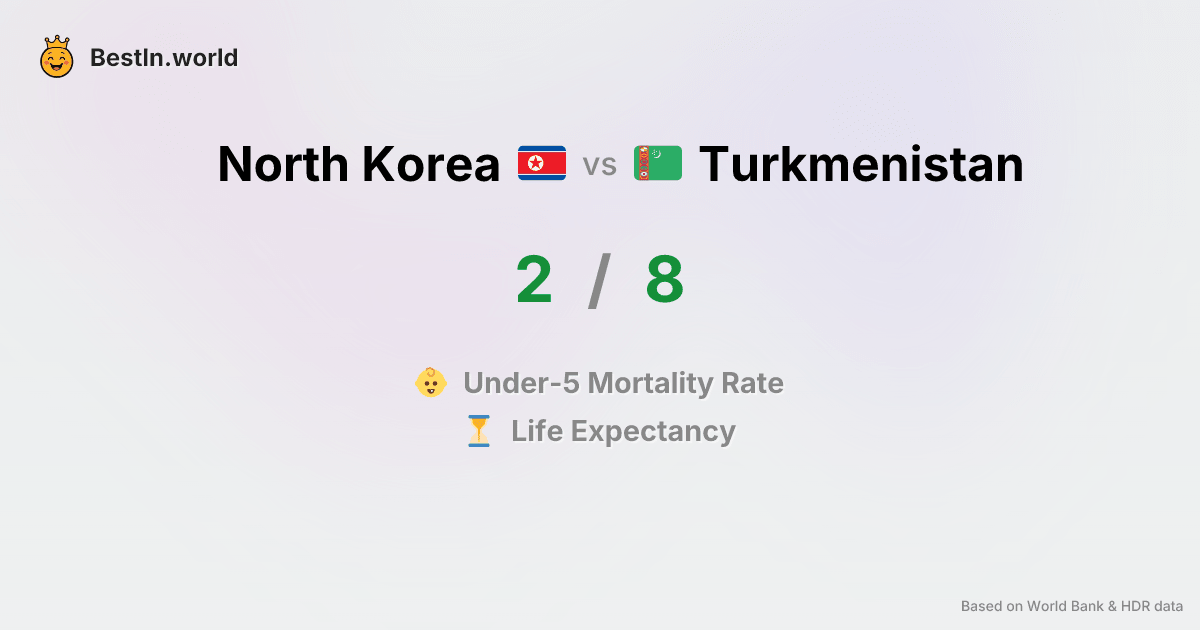 BestIn.world
North Korea vs Turkmenistan
2 / 8
Under-5 Mortality Rate
Life Expectancy
Based on World Bank & HDR data